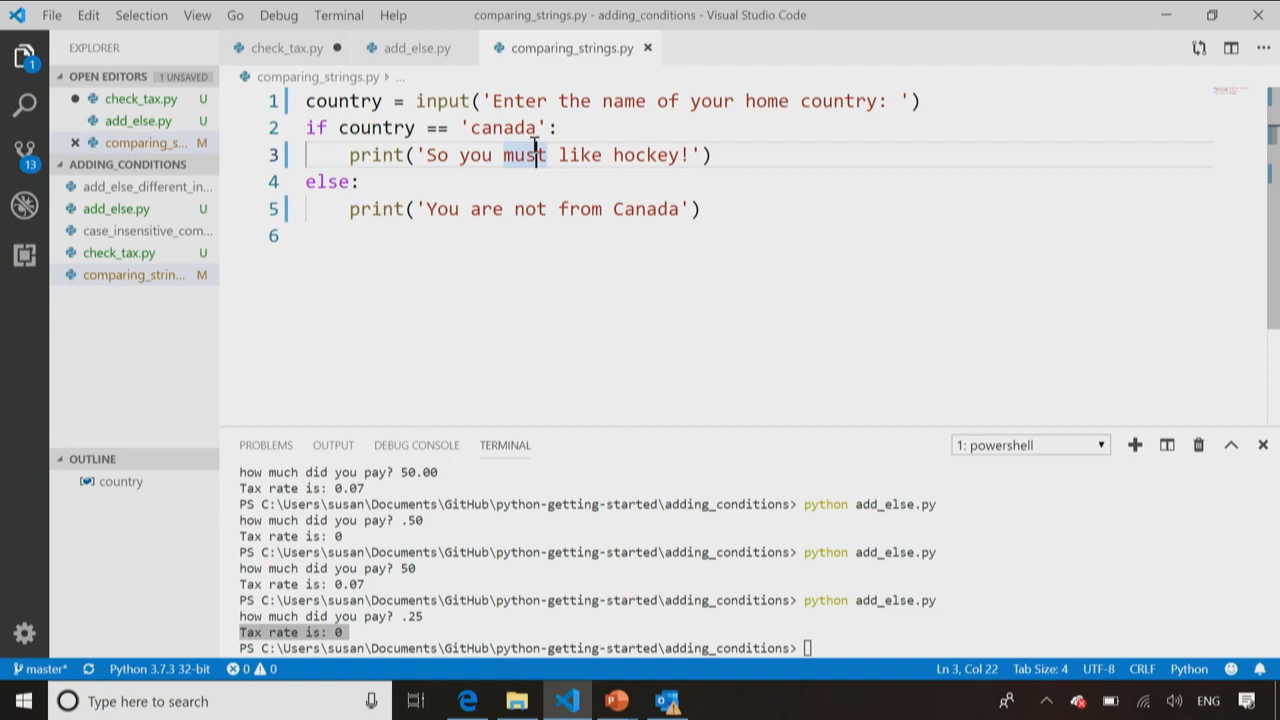 File Edit Selection View Go Debug Terminal Help comparing_strings.py - adding_conditions - Visual Studio Code
EXPLORER
check_tax.py
add_else.py
comparing_strings.py
OPEN EDITORS 1 UNSAVED
check_tax.py U
add_else.py U
comparing_s... M
ADDING_CONDITIONS
add_else_different_in...
add_else.py U
case_insensitive_com...
check_tax.py U
comparing_strin... M
OUTLINE
country
1
13
comparing_strings.py ...
1 country = input('Enter the name of your home country: ')
2 if country == 'canada':
3 print('So you must like hockey!')
4 else:
5 print('You are not from Canada')
6
PROBLEMS OUTPUT DEBUG CONSOLE TERMINAL 1: powershell
how much did you pay? 50.00
Tax rate is: 0.07
PS C:\Users\susan\Documents\GitHub\python-getting-started\adding_conditions> python add_else.py
how much did you pay? .50
Tax rate is: 0
PS C:\Users\susan\Documents\GitHub\python-getting-started\adding_conditions> python add_else.py
how much did you pay? 50
Tax rate is: 0.07
PS C:\Users\susan\Documents\GitHub\python-getting-started\adding_conditions> python add_else.py
how much did you pay? .25
Tax rate is: 0
PS C:\Users\susan\Documents\GitHub\python-getting-started\adding_conditions>
master* Python 3.7.3 32-bit 0 0 Ln 3, Col 22 Tab Size: 4 UTF-8 CRLF Python
Type here to search ENG